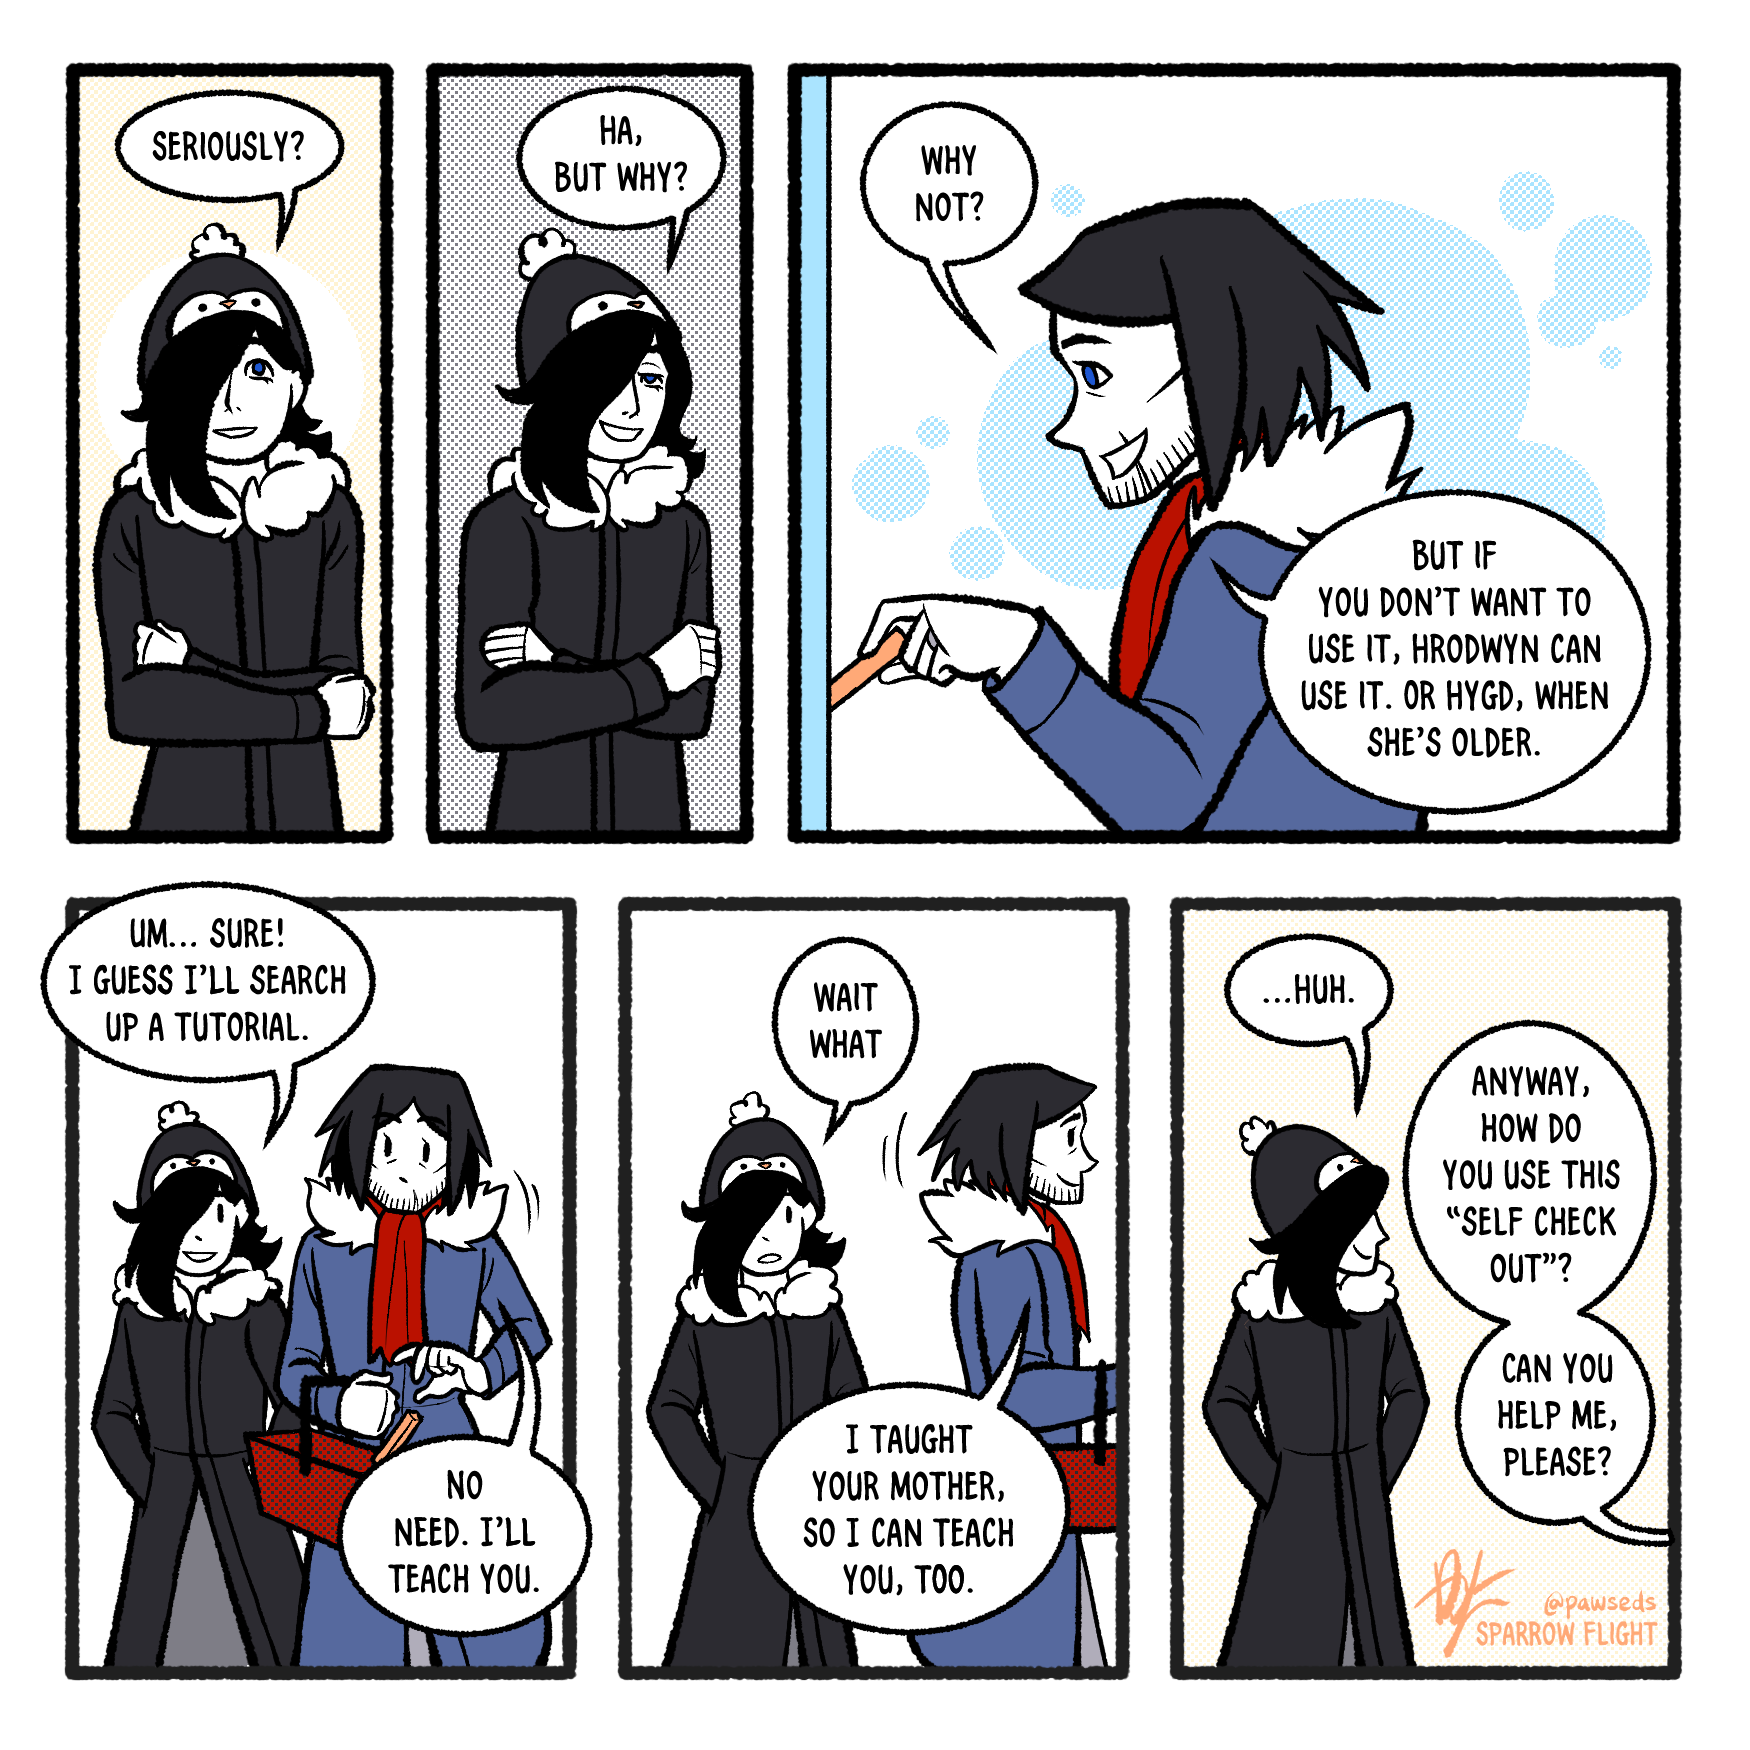 SERIOUSLY?
HA,
BUT WHY?
WHY
NOT?
BUT IF
YOU DON'T WANT TO
USE IT, HRODWYN CAN
USE IT. OR HYGD, WHEN
SHE'S OLDER.
UM... SURE!
I GUESS I'LL SEARCH
UP A TUTORIAL.
NO
NEED. I'LL
TEACH YOU.
WAIT
WHAT
I TAUGHT
YOUR MOTHER,
SO I CAN TEACH
YOU, TOO.
...HUH.
ANYWAY,
HOW DO
YOU USE THIS
“SELF CHECK
OUT”?
CAN YOU
HELP ME,
PLEASE?
@pawseds
SPARROW FLIGHT